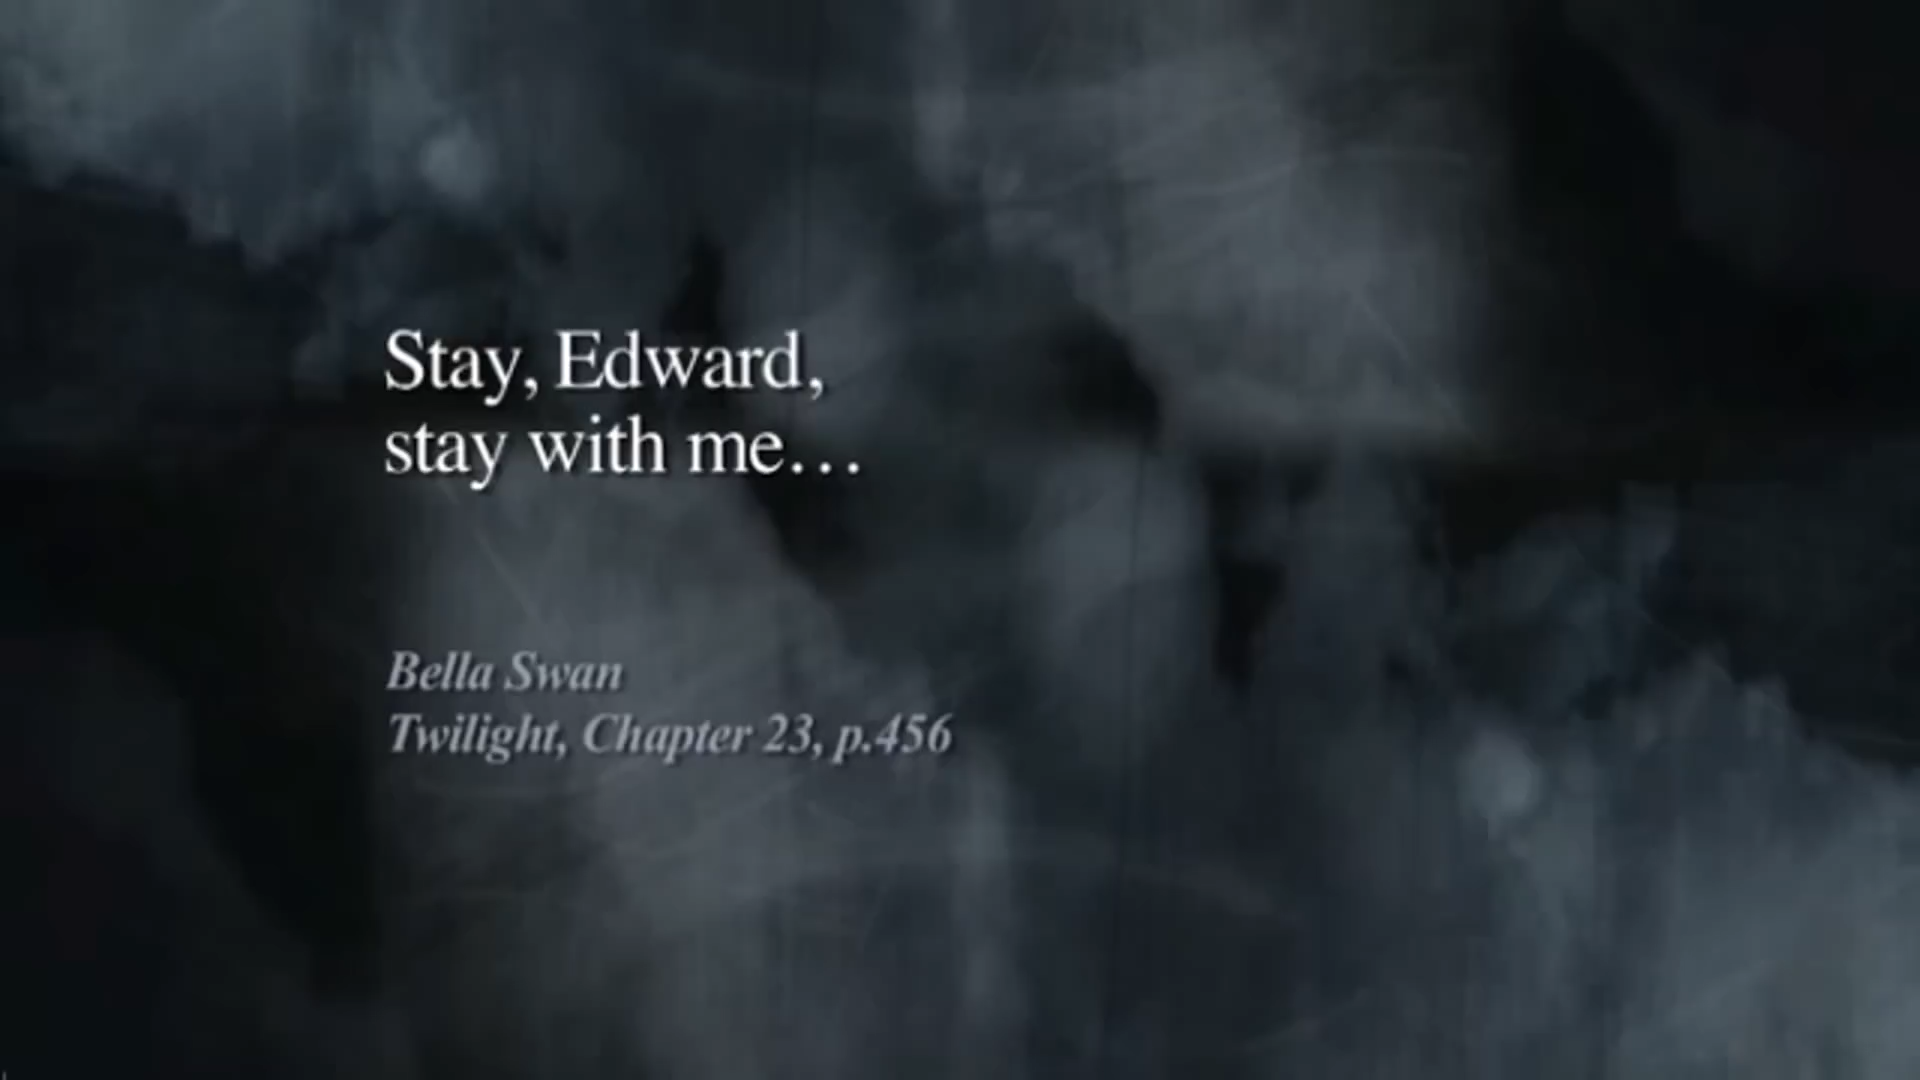 Stay, Edward,
stay with me…
Bella Swan
Twilight, Chapter 23, p.456